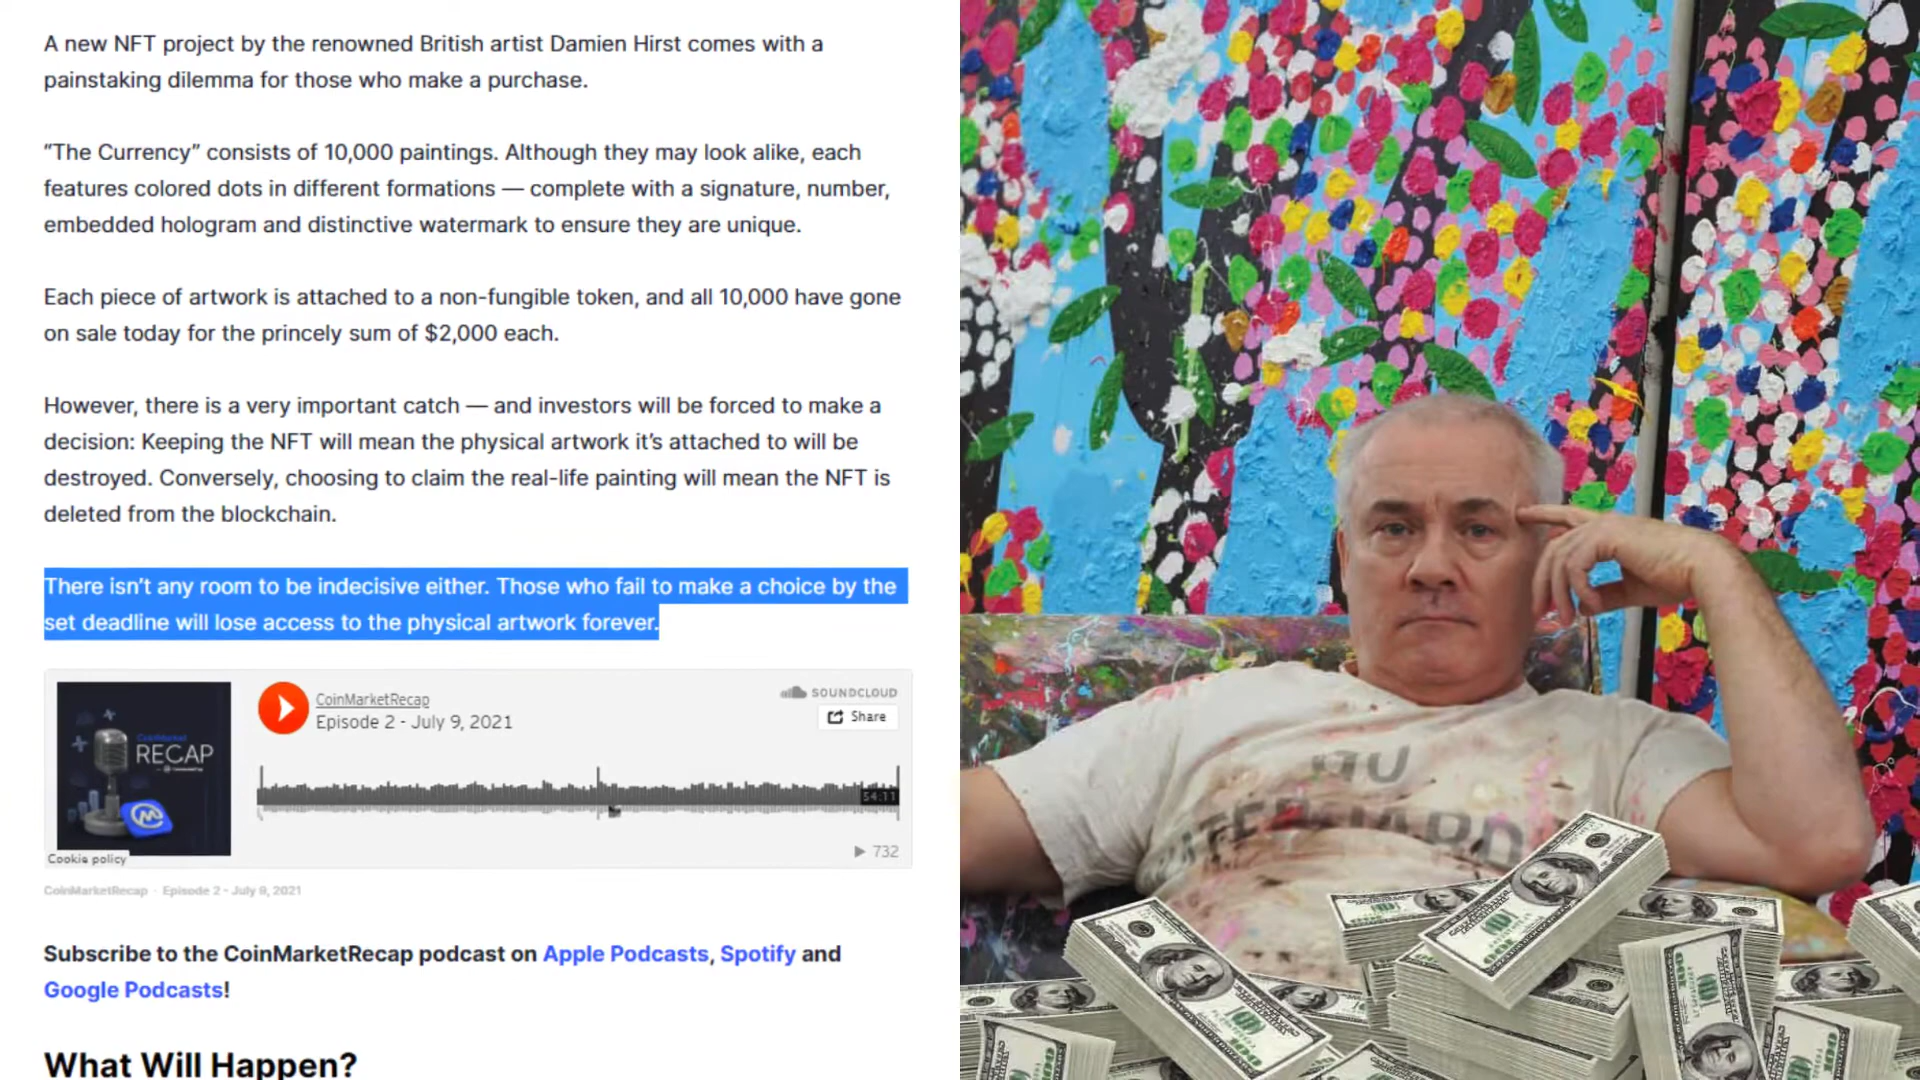 A new NFT project by the renowned British artist Damien Hirst comes with a
painstaking dilemma for those who make a purchase.
“The Currency” consists of 10,000 paintings. Although they may look alike, each
features colored dots in different formations — complete with a signature, number,
embedded hologram and distinctive watermark to ensure they are unique.
Each piece of artwork is attached to a non-fungible token, and all 10,000 have gone
on sale today for the princely sum of $2,000 each.
However, there is a very important catch — and investors will be forced to make a
decision: Keeping the NFT will mean the physical artwork it’s attached to will be
destroyed. Conversely, choosing to claim the real-life painting will mean the NFT is
deleted from the blockchain.
There isn’t any room to be indecisive either. Those who fail to make a choice by the
set deadline will lose access to the physical artwork forever.
CoinMarketRecap
Episode 2 - July 9, 2021
SOUNDCLOUD
Share
RECAP
54:11
Cookie policy
732
CoinMarketRecap · Episode 2 - July 9, 2021
Subscribe to the CoinMarketRecap podcast on Apple Podcasts, Spotify and
Google Podcasts!
What Will Happen?